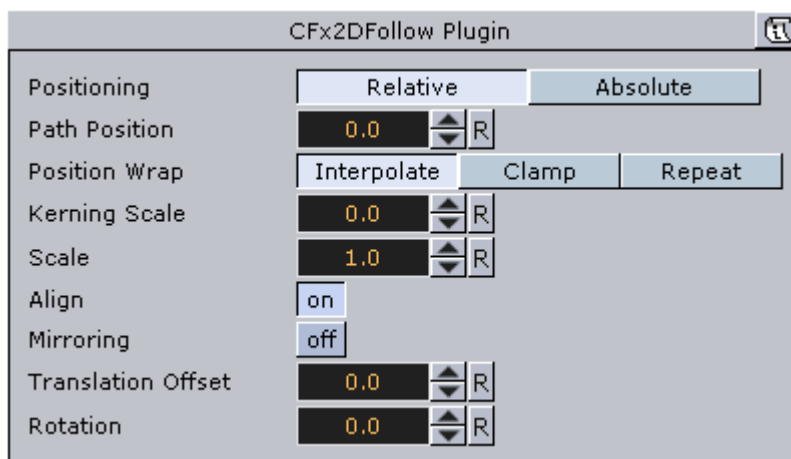 CFx2DFollow Plugin
Positioning Relative Absolute
Path Position 0.0 R
Position Wrap Interpolate Clamp Repeat
Kerning Scale 0.0 R
Scale 1.0 R
Align on
Mirroring off
Translation Offset 0.0 R
Rotation 0.0 R